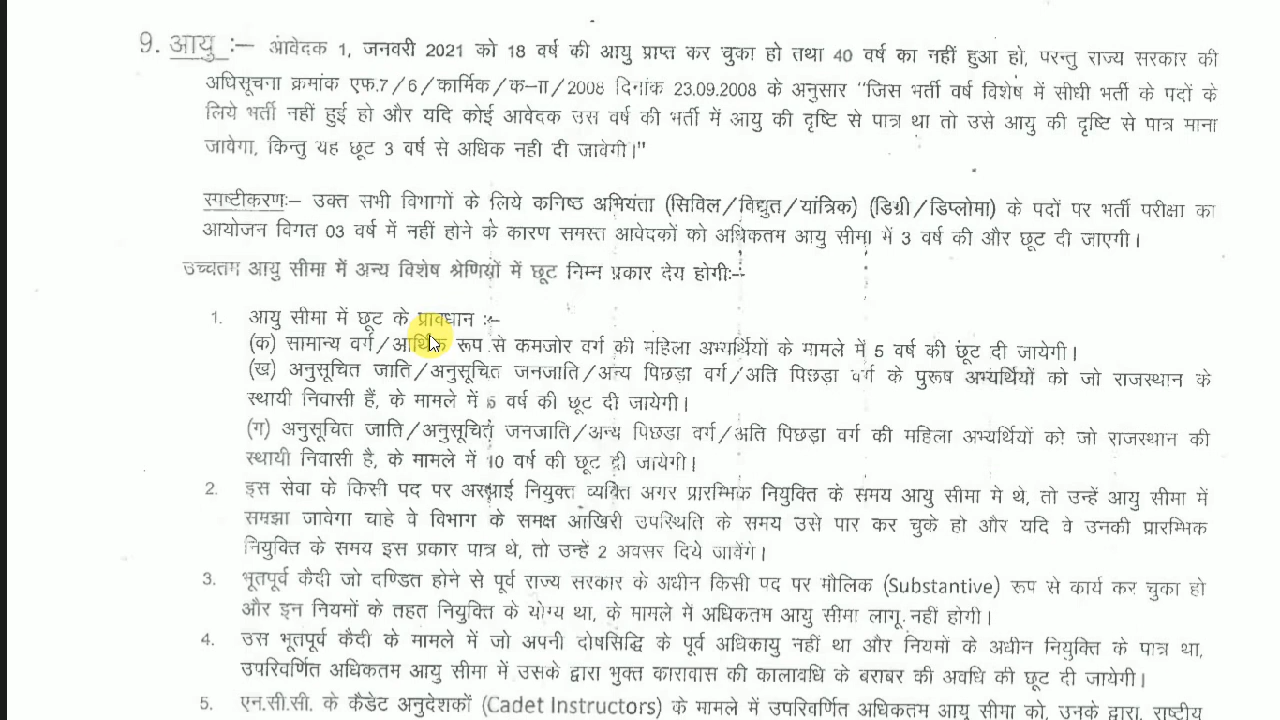 9. आयु :– आवेदक 1, जनवरी 2021 को 18 वर्ष की आयु प्राप्त कर चुका हो तथा 40 वर्ष का नहीं हुआ हो, परन्तु राज्य सरकार की
अधिसूचना क्रमांक एफ.7/6/कार्मिक/क–II/2008 दिनांक 23.09.2008 के अनुसार "जिस भर्ती वर्ष विशेष में सीधी भर्ती के पदों के
लिये भर्ती नहीं हुई हो और यदि कोई आवेदक उस वर्ष की भर्ती में आयु की दृष्टि से पात्र था तो उसे आयु की दृष्टि से पात्र माना
जावेगा, किन्तु यह छूट 3 वर्ष से अधिक नही दी जावेगी।"
स्पष्टीकरणः– उक्त सभी विभागों के लिये कनिष्ठ अभियंता (सिविल/विद्युत/यांत्रिक) (डिग्री/डिप्लोमा) के पदों पर भर्ती परीक्षा का
आयोजन विगत 03 वर्ष में नहीं होने के कारण समस्त आवेदकों को अधिकतम आयु सीमा में 3 वर्ष की और छूट दी जाएगी।
उच्चतम आयु सीमा में अन्य विशेष श्रेणियों में छूट निम्न प्रकार देय होगीः–
1. आयु सीमा में छूट के प्रावधान :–
(क) सामान्य वर्ग/आर्थिक रूप से कमजोर वर्ग की महिला अभ्यर्थियों के मामले में 5 वर्ष की छूट दी जायेगी।
(ख) अनुसूचित जाति/अनुसूचित जनजाति/अन्य पिछड़ा वर्ग/अति पिछड़ा वर्ग के पुरूष अभ्यर्थियों को जो राजस्थान के
स्थायी निवासी हैं, के मामले में 5 वर्ष की छूट दी जायेगी।
(ग) अनुसूचित जाति/अनुसूचित जनजाति/अन्य पिछडा वर्ग/अति पिछड़ा वर्ग की महिला अभ्यर्थियों को जो राजस्थान की
स्थायी निवासी है, के मामले में 10 वर्ष की छूट दी जायेगी।
2. इस सेवा के किसी पद पर अस्थाई नियुक्त व्यक्ति अगर प्रारम्भिक नियुक्ति के समय आयु सीमा मे थे, तो उन्हें आयु सीमा में
समझा जावेगा चाहे वे विभाग के समक्ष आखिरी उपस्थिति के समय उसे पार कर चुके हो और यदि वे उनकी प्रारम्भिक
नियुक्ति के समय इस प्रकार पात्र थे, तो उन्हें 2 अवसर दिये जावेंगे।
3. भूतपूर्व कैदी जो दण्डित होने से पूर्व राज्य सरकार के अधीन किसी पद पर मौलिक (Substantive) रूप से कार्य कर चुका हो
और इन नियमों के तहत नियुक्ति के योग्य था, के मामले में अधिकतम आयु सीमा लागू नहीं होगी।
4. उस भूतपूर्व कैदी के मामले में जो अपनी दोषसिद्धि के पूर्व अधिकायु नहीं था और नियमों के अधीन नियुक्ति के पात्र था,
उपरिवर्णित अधिकतम आयु सीमा में उसके द्वारा भुक्त कारावास की कालावधि के बराबर की अवधि की छूट दी जायेगी।
5. एन.सी.सी. के कैडेट अनुदेशकों (Cadet Instructors) के मामले में उपरिवर्णित अधिकतम आयु सीमा को, उनके द्वारा, राष्ट्रीय